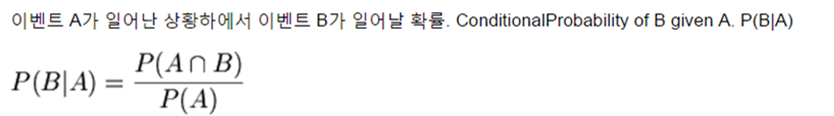 이벤트 A가 일어난 상황하에서 이벤트 B가 일어날 확률. ConditionalProbability of B given A. P(B|A)
P(B|A) = P(A∩B) / P(A)